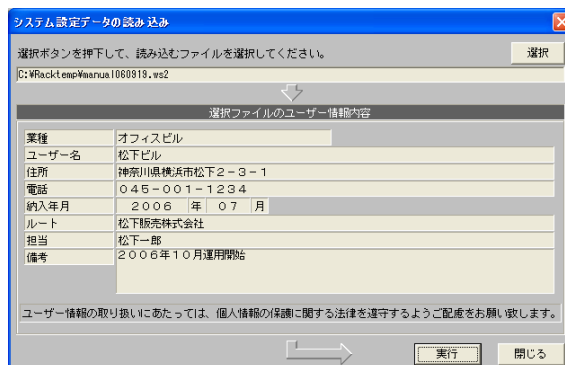 システム設定データの読み込み
選択ボタンを押下して、読み込むファイルを選択してください。
選択
C:¥Racktemp¥manual060919.ws2
選択ファイルのユーザー情報内容
業種 オフィスビル
ユーザー名 松下ビル
住所 神奈川県横浜市松下2-3-1
電話 045-001-1234
納入年月 2006 年 07 月
ルート 松下販売株式会社
担当 松下一郎
備考 2006年10月運用開始
ユーザー情報の取り扱いにあたっては、個人情報の保護に関する法律を遵守するようご配慮をお願い致します。
実行 閉じる